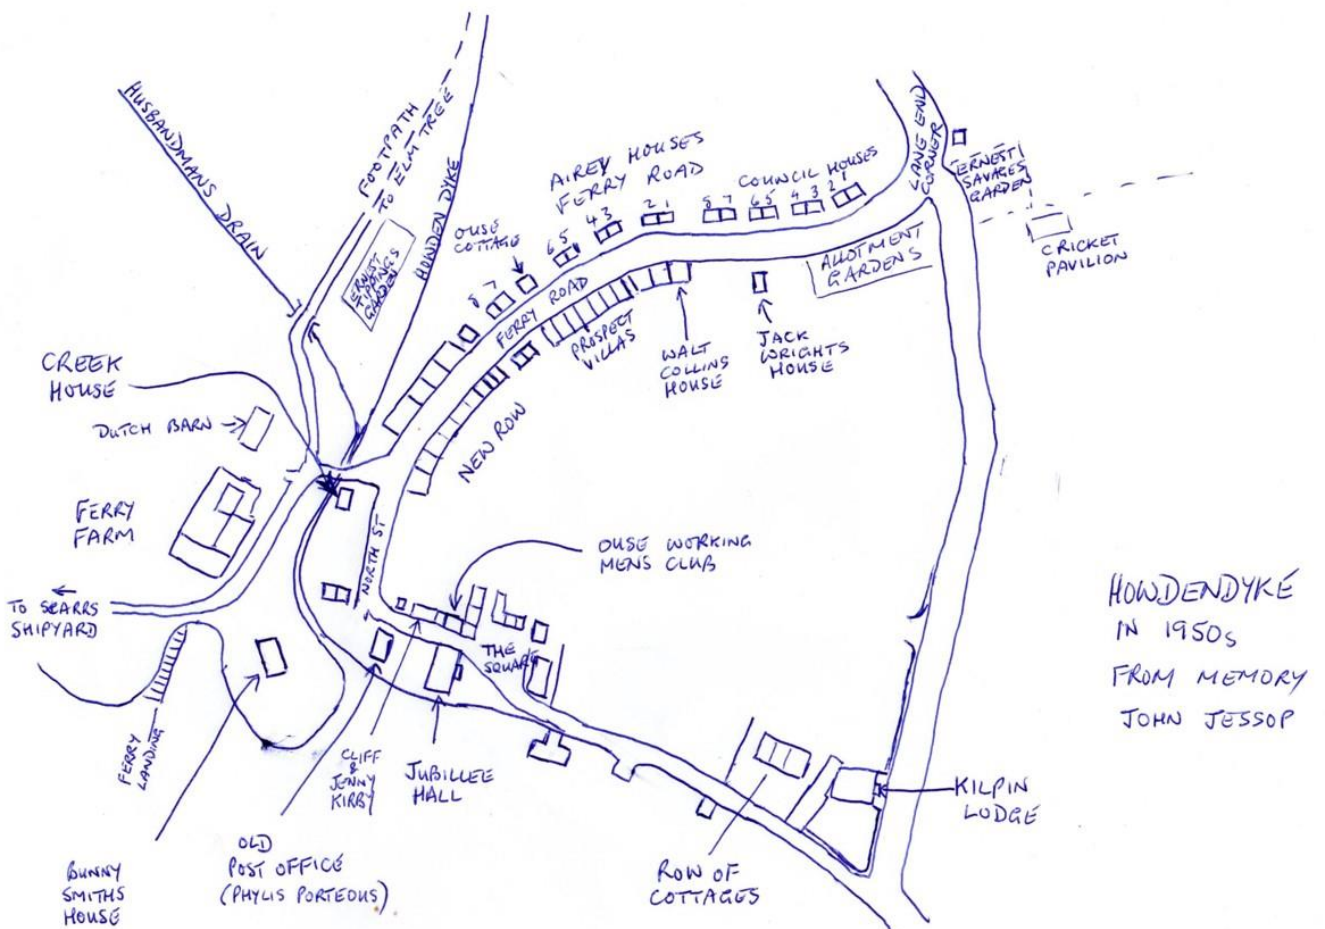 HUSBANDMANS DRAIN
FOOTPATH
TO ELM TREE
HOWDEN DYKE
ERNEST
TIPPINGS
GARDEN
OUSE
COTTAGE
AIREY HOUSES
FERRY ROAD
8 7
6 5
4 3
2 1
COUNCIL HOUSES
8 7
6 5
4 3
2 1
LANE END
CORNER
ERNEST
SAVAGES
GARDEN
CRICKET
PAVILION
ALLOTMENT
GARDENS
FERRY ROAD
PROSPECT
VILLAS
WALT
COLLINS
HOUSE
JACK
WRIGHTS
HOUSE
CREEK
HOUSE
DUTCH BARN
NEW ROW
FERRY
FARM
NORTH ST
OUSE WORKING
MENS CLUB
TO SCARRS
SHIPYARD
THE
SQUARE
HOWDENDYKE
IN 1950s
FROM MEMORY
JOHN JESSOP
FERRY
LANDING
CLIFF
&
JENNY
KIRBY
JUBILLEE
HALL
KILPIN
LODGE
BUNNY
SMITHS
HOUSE
OLD
POST OFFICE
(PHYLIS PORTEOUS)
ROW OF
COTTAGES